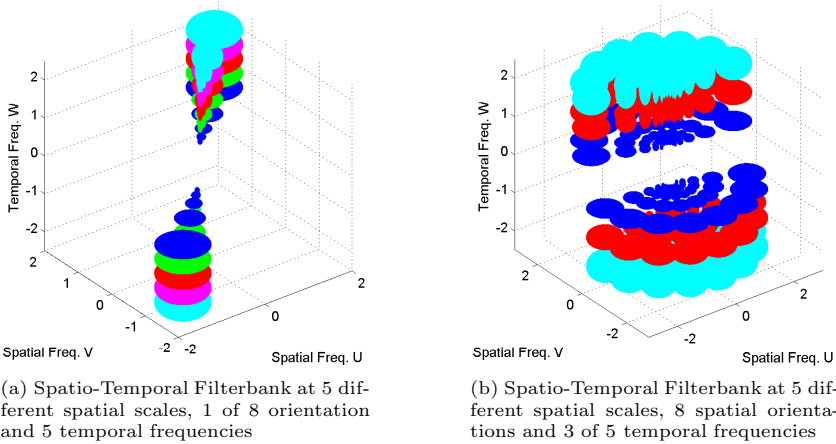 2
1
0
-1
-2
Temporal Freq. W
2
1
0
-1
-2
Spatial Freq. V
-2
0
2
Spatial Freq. U
(a) Spatio-Temporal Filterbank at 5 dif-
ferent spatial scales, 1 of 8 orientation
and 5 temporal frequencies
2
1
0
-1
-2
Temporal Freq. W
2
0
-2
Spatial Freq. V
-2
0
2
Spatial Freq. U
(b) Spatio-Temporal Filterbank at 5 dif-
ferent spatial scales, 8 spatial orienta-
tions and 3 of 5 temporal frequencies